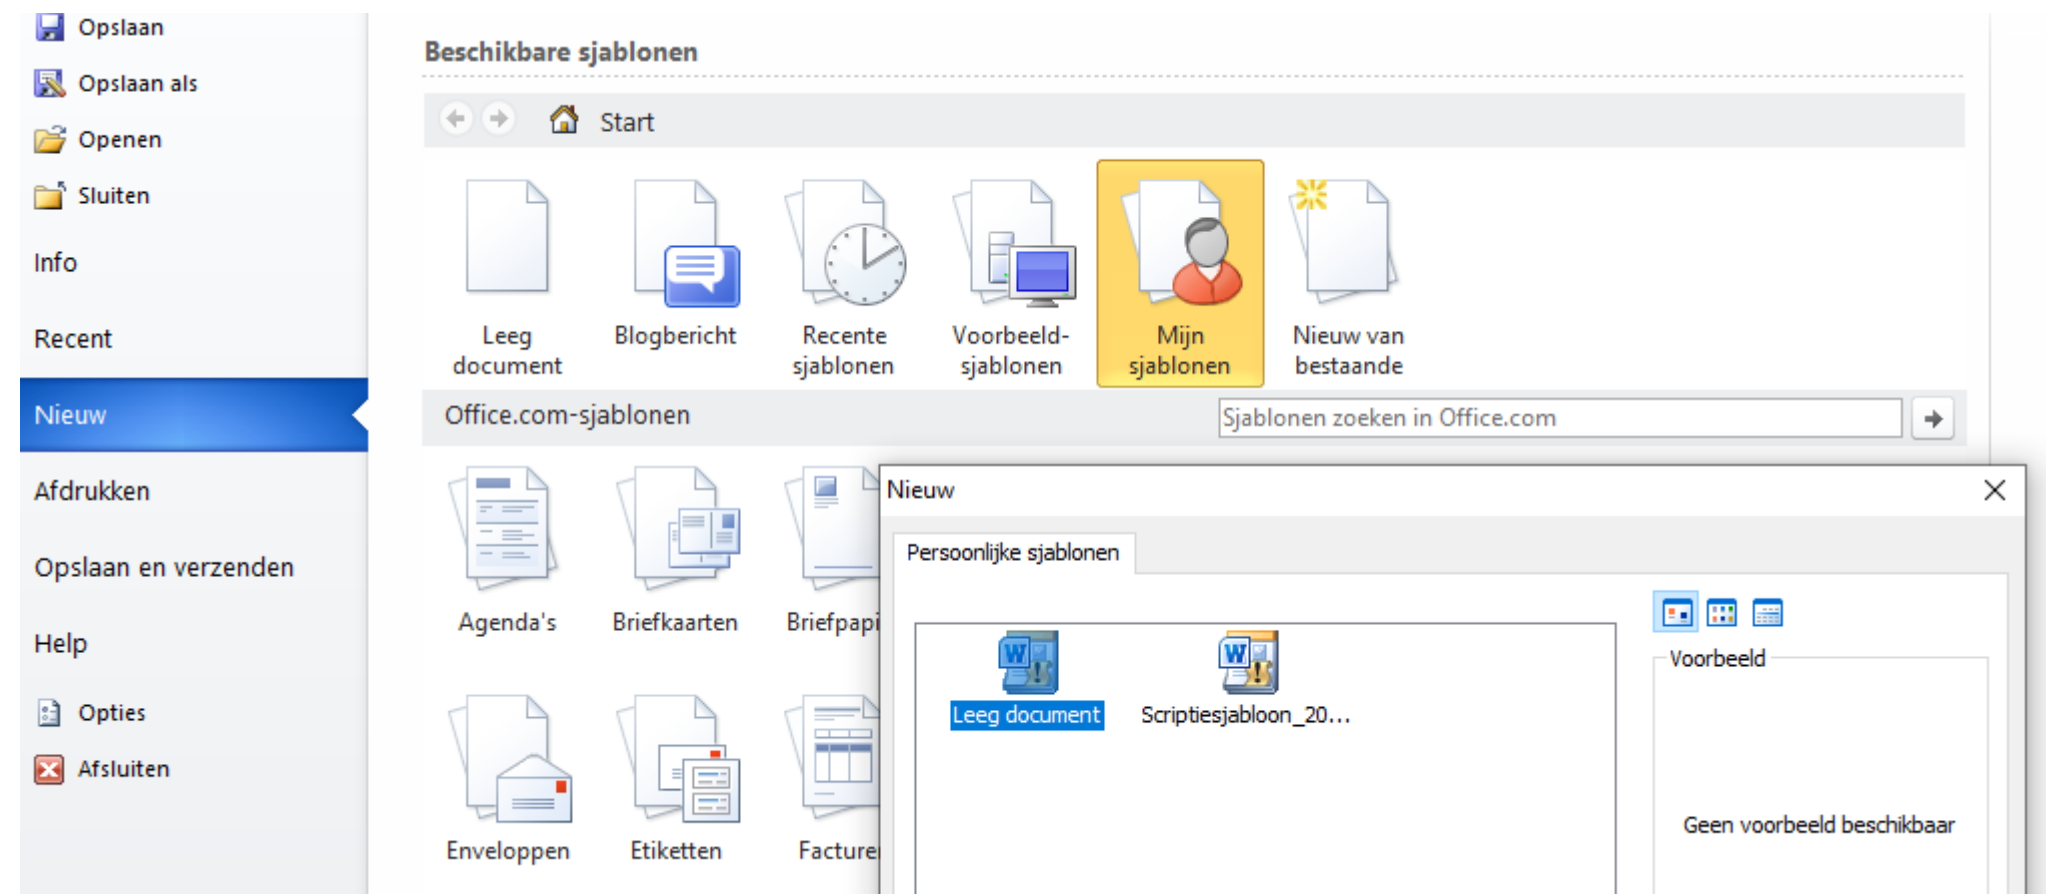 Opslaan
Opslaan als
Openen
Sluiten
Info
Recent
Nieuw
Afdrukken
Opslaan en verzenden
Help
Opties
Afsluiten
Beschikbare sjablonen
Start
Leeg
document
Blogbericht
Recente
sjablonen
Voorbeeld-
sjablonen
Mijn
sjablonen
Nieuw van
bestaande
Office.com-sjablonen
Sjablonen zoeken in Office.com
Agenda's
Briefkaarten
Briefpapi
Enveloppen
Etiketten
Facture
Nieuw
Persoonlijke sjablonen
Leeg document
Scriptiesjabloon_20...
Voorbeeld
Geen voorbeeld beschikbaar